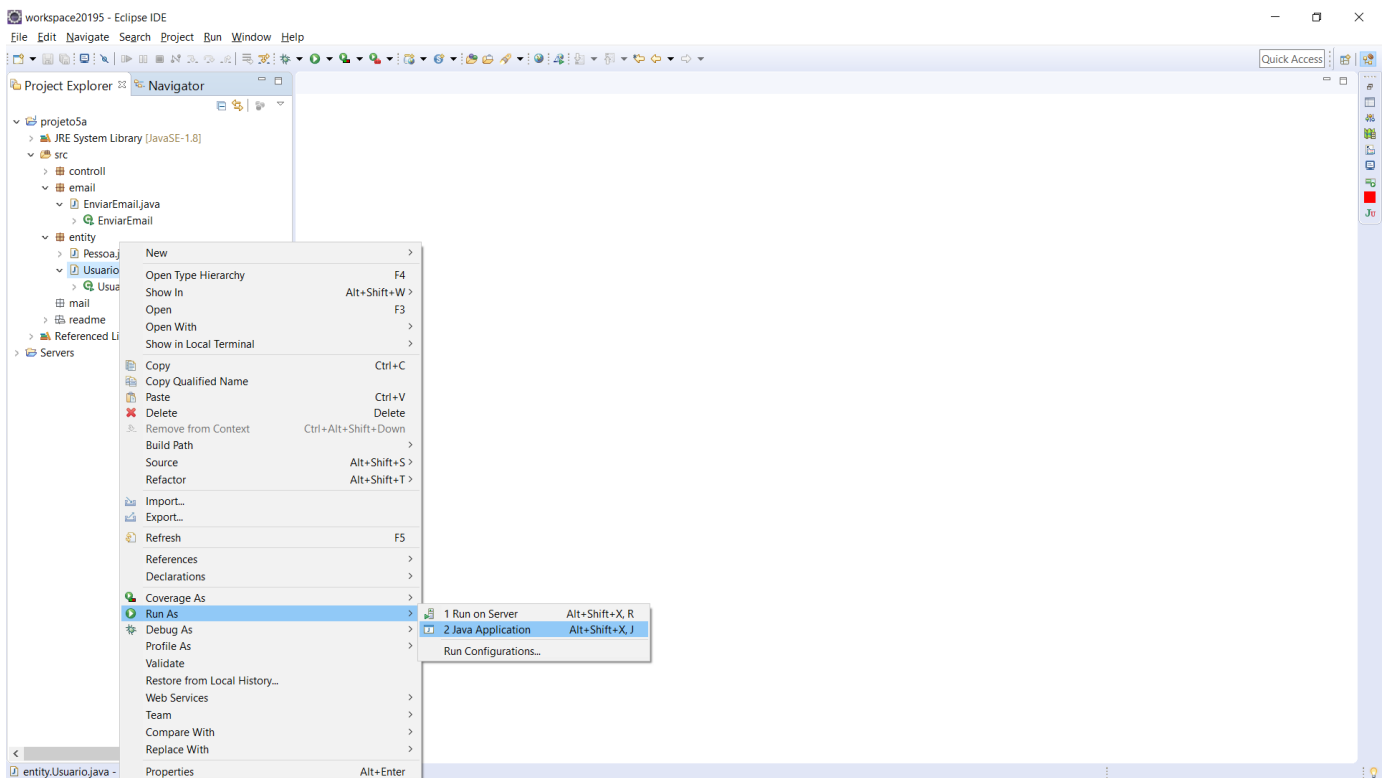 workspace20195 - Eclipse IDE
File Edit Navigate Search Project Run Window Help
Quick Access
Project Explorer Navigator
projeto5a
JRE System Library [JavaSE-1.8]
src
controll
email
EnviarEmail.java
EnviarEmail
entity
Pessoa.j
Usuario
Usua
mail
readme
Referenced Li
Servers
New
Open Type Hierarchy F4
Show In Alt+Shift+W
Open F3
Open With
Show in Local Terminal
Copy Ctrl+C
Copy Qualified Name
Paste Ctrl+V
Delete Delete
Remove from Context Ctrl+Alt+Shift+Down
Build Path
Source Alt+Shift+S
Refactor Alt+Shift+T
Import...
Export...
Refresh F5
References
Declarations
Coverage As
Run As
Debug As
Profile As
Validate
Restore from Local History...
Web Services
Team
Compare With
Replace With
Properties Alt+Enter
1 Run on Server Alt+Shift+X, R
2 Java Application Alt+Shift+X, J
Run Configurations...
entity.Usuario.java -